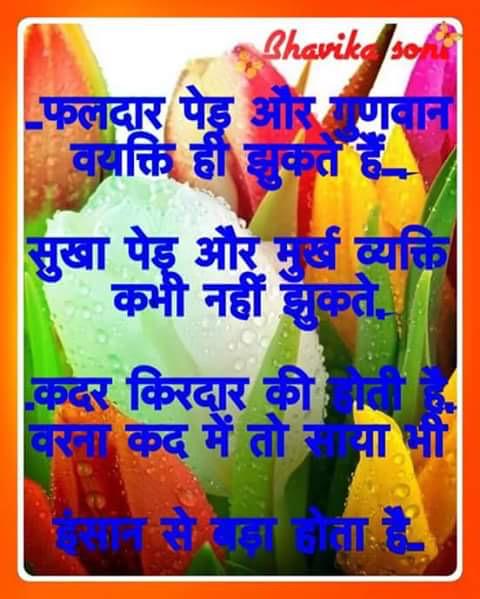 Bhavika soni
..फलदार पेड़ और गुणवान
वयक्ति ही झुकते हैं....
सुखा पेड़ और मुर्ख व्यक्ति
कभी नहीं झुकते..
..कदर किरदार की होती है..
वरना कद में तो साया भी
इंसान से बड़ा होता है..